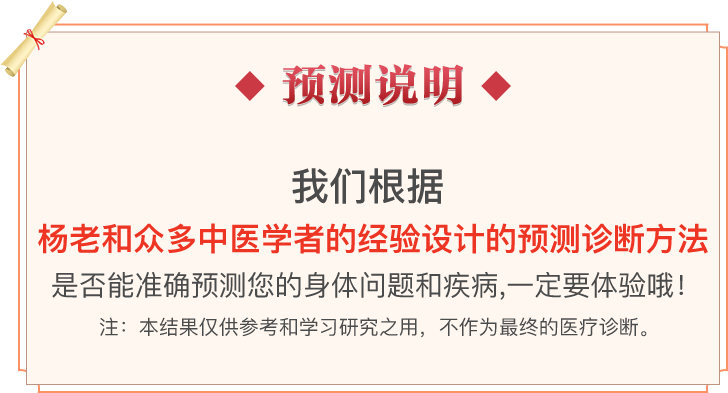 预测说明
我们根据
杨老和众多中医学者的经验设计的预测诊断方法
是否能准确预测您的身体问题和疾病,一定要体验哦!
注：本结果仅供参考和学习研究之用，不作为最终的医疗诊断。